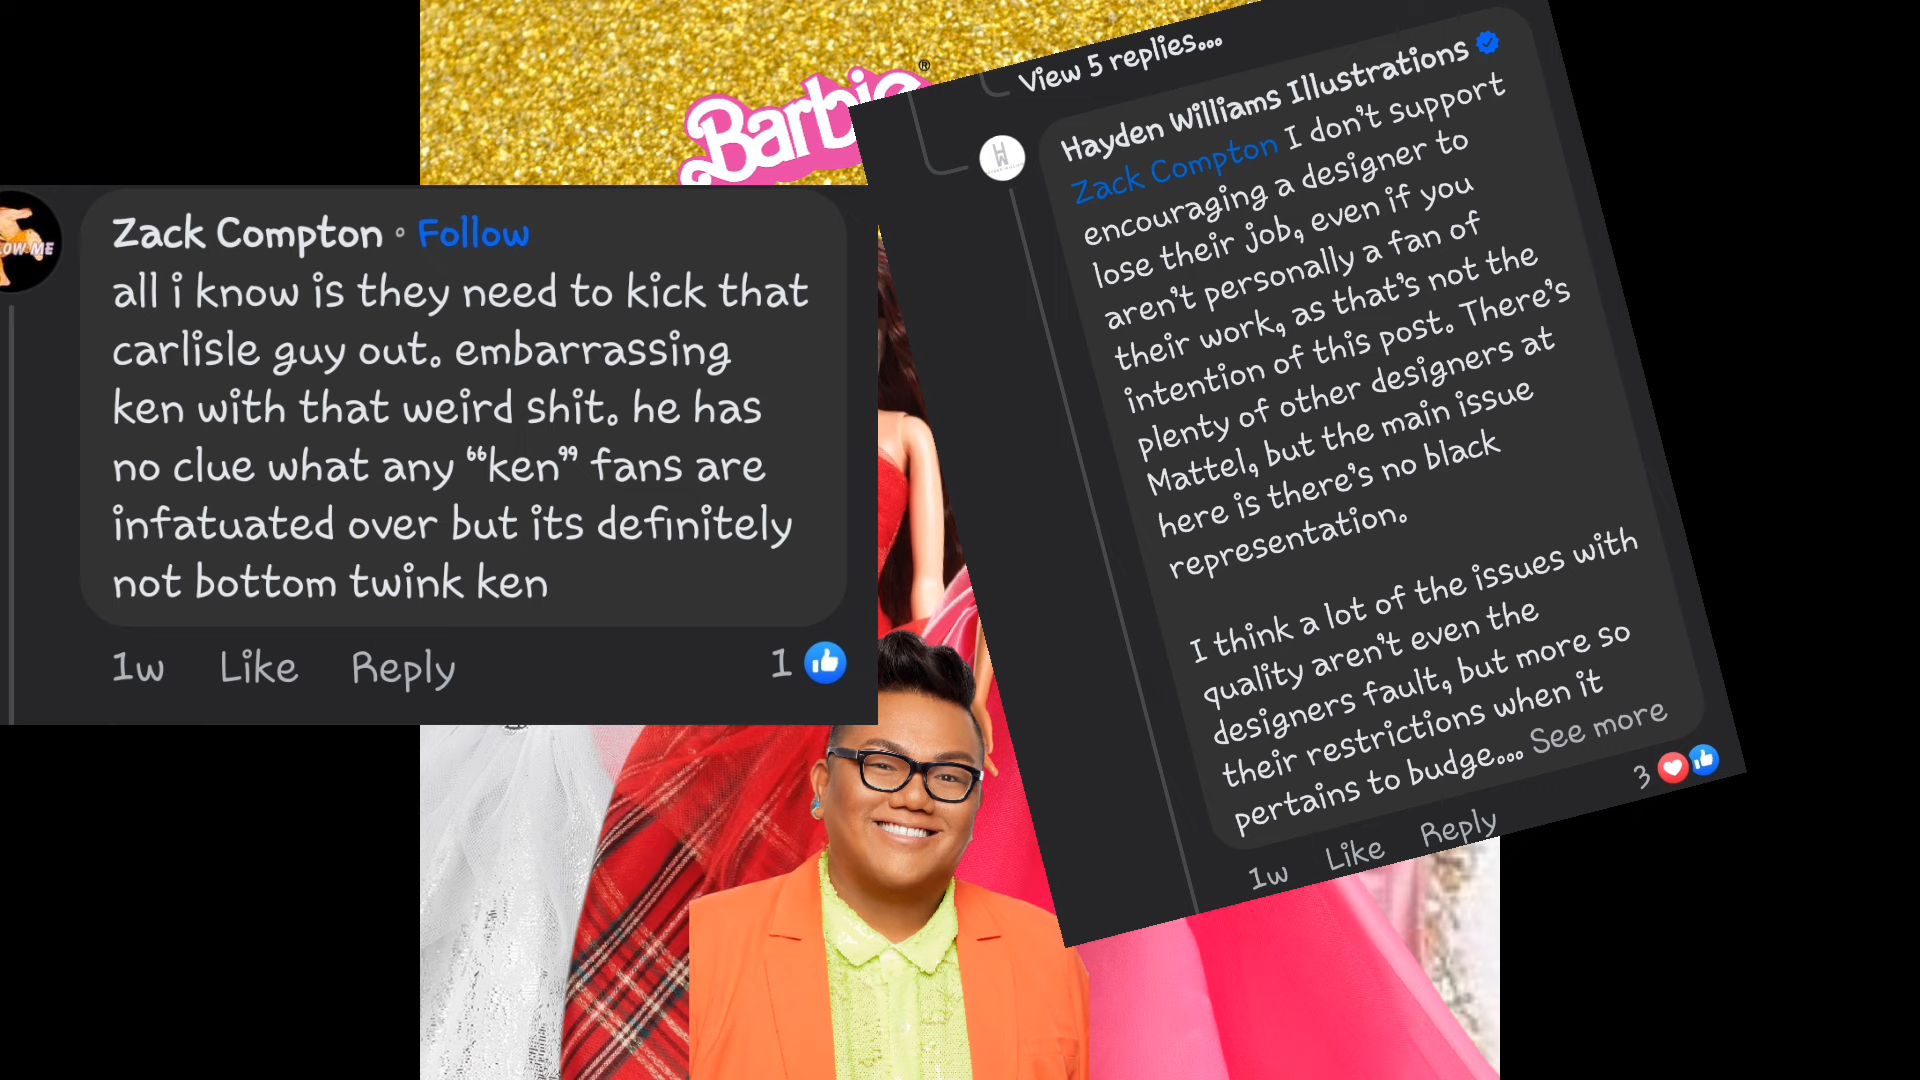 Barbie®
LOW ME
Zack Compton • Follow
all i know is they need to kick that
carlisle guy out. embarrassing
ken with that weird shit. he has
no clue what any “ken” fans are
infatuated over but its definitely
not bottom twink ken
1w Like Reply 1
View 5 replies...
Hayden Williams Illustrations
Zack Compton I don't support
encouraging a designer to
lose their job, even if you
aren't personally a fan of
their work, as that's not the
intention of this post. There's
plenty of other designers at
Mattel, but the main issue
here is there's no black
representation.
I think a lot of the issues with
quality aren't even the
designers fault, but more so
their restrictions when it
pertains to budge... See more
1w Like Reply 3